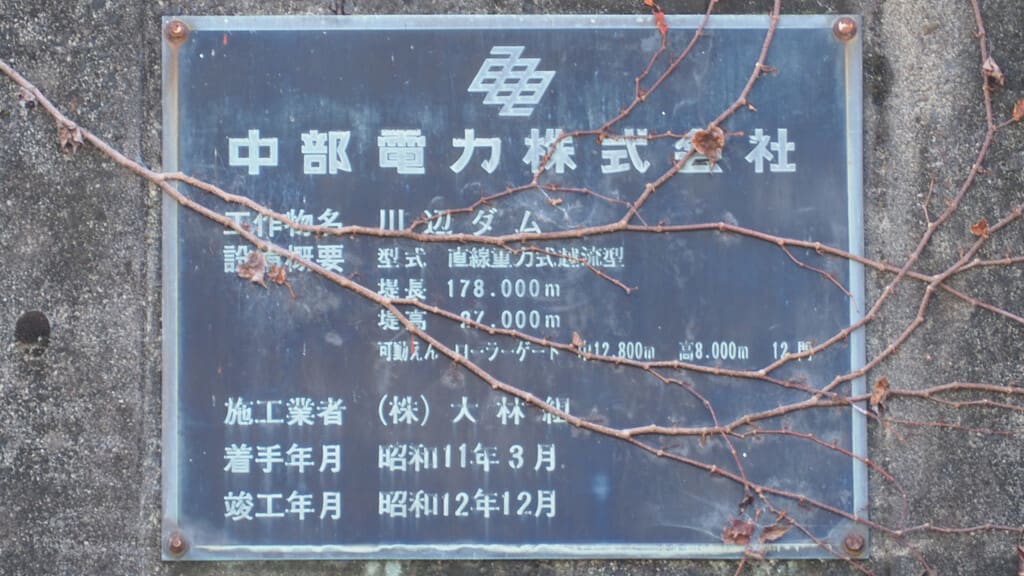 中部電力株式会社
工作物名 川辺ダム
設備概要 型式 直線重力式越流型
堤長 178.000m
堤高 27.000m
可動えん ローラーゲート 巾12.800m 高8.000m 12門
施工業者 (株)大林組
着手年月 昭和11年3月
竣工年月 昭和12年12月